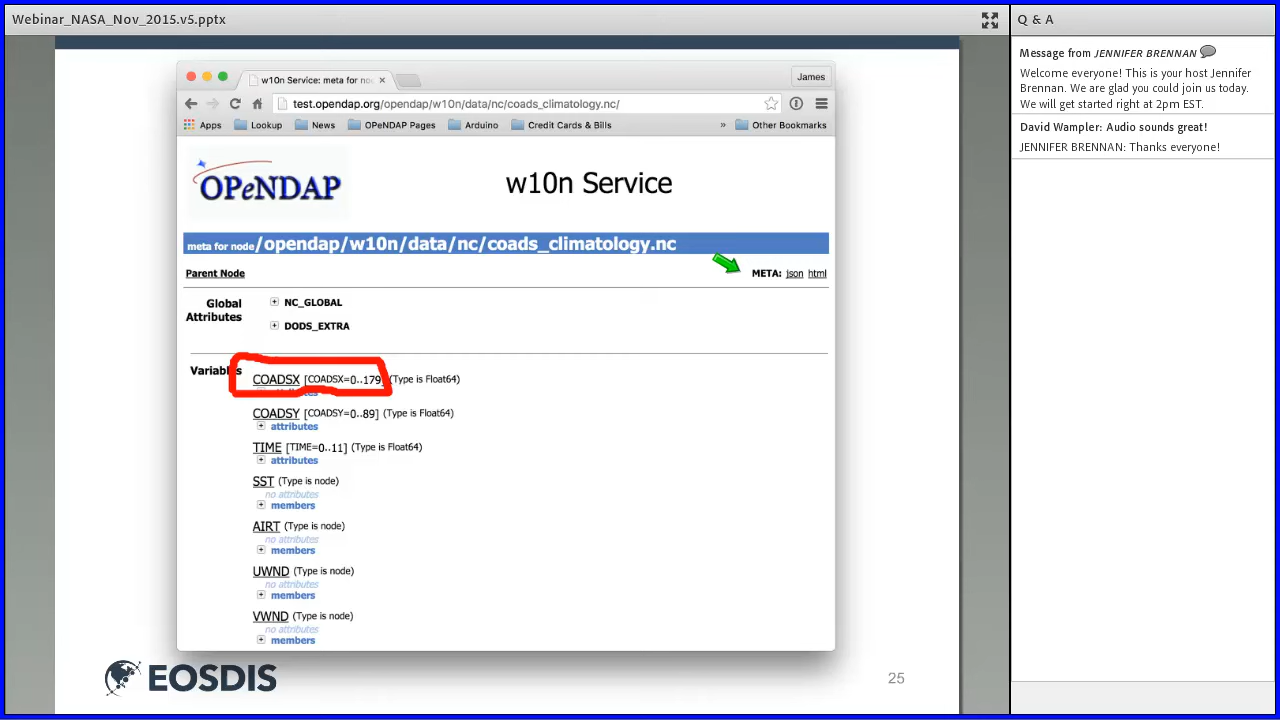 Webinar_NASA_Nov_2015.v5.pptx
w10n Service: meta for no
James
test.opendap.org/opendap/w10n/data/nc/coads_climatology.nc/
Apps Lookup News OPeNDAP Pages Arduino Credit Cards & Bills » Other Bookmarks
OPeNDAP
w10n Service
meta for node/opendap/w10n/data/nc/coads_climatology.nc
Parent Node
META: json html
Global
Attributes
NC_GLOBAL
DODS_EXTRA
Variables
COADSX [COADSX=0..179] (Type is Float64)
attributes
COADSY [COADSY=0..89] (Type is Float64)
attributes
TIME [TIME=0..11] (Type is Float64)
attributes
SST (Type is node)
no attributes
members
AIRT (Type is node)
no attributes
members
UWND (Type is node)
no attributes
members
VWND (Type is node)
no attributes
members
EOSDIS
25
Q & A
Message from JENNIFER BRENNAN
Welcome everyone! This is your host Jennifer
Brennan. We are glad you could join us today.
We will get started right at 2pm EST.
David Wampler: Audio sounds great!
JENNIFER BRENNAN: Thanks everyone!